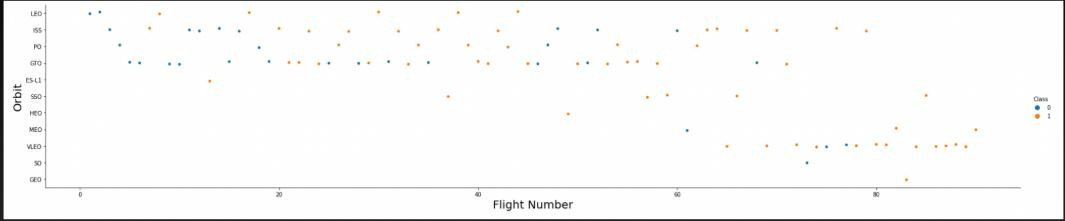 LEO
ISS
PO
GTO
ES-L1
SSO
HEO
MEO
VLEO
SO
GEO
Orbit
0 20 40 60 80
Flight Number
Class
0
1